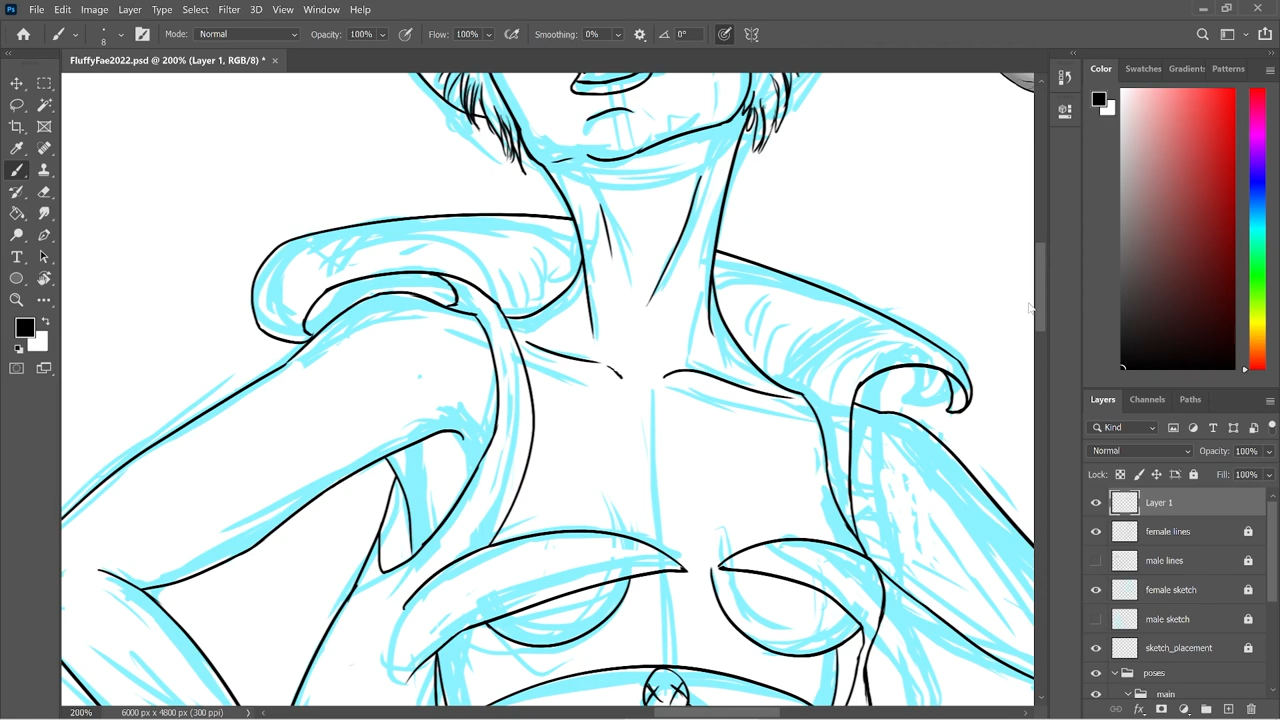 Ps File Edit Image Layer Type Select Filter 3D View Window Help
8 Mode: Normal Opacity: 100% Flow: 100% Smoothing: 0% 0°
FluffyFae2022.psd @ 200% (Layer 1, RGB/8) * ×
Color Swatches Gradients Patterns
Layers Channels Paths
Kind
Normal Opacity: 100%
Lock: Fill: 100%
Layer 1
female lines
male lines
female sketch
male sketch
sketch_placement
poses
main
200% 6000 px x 4800 px (300 ppi)